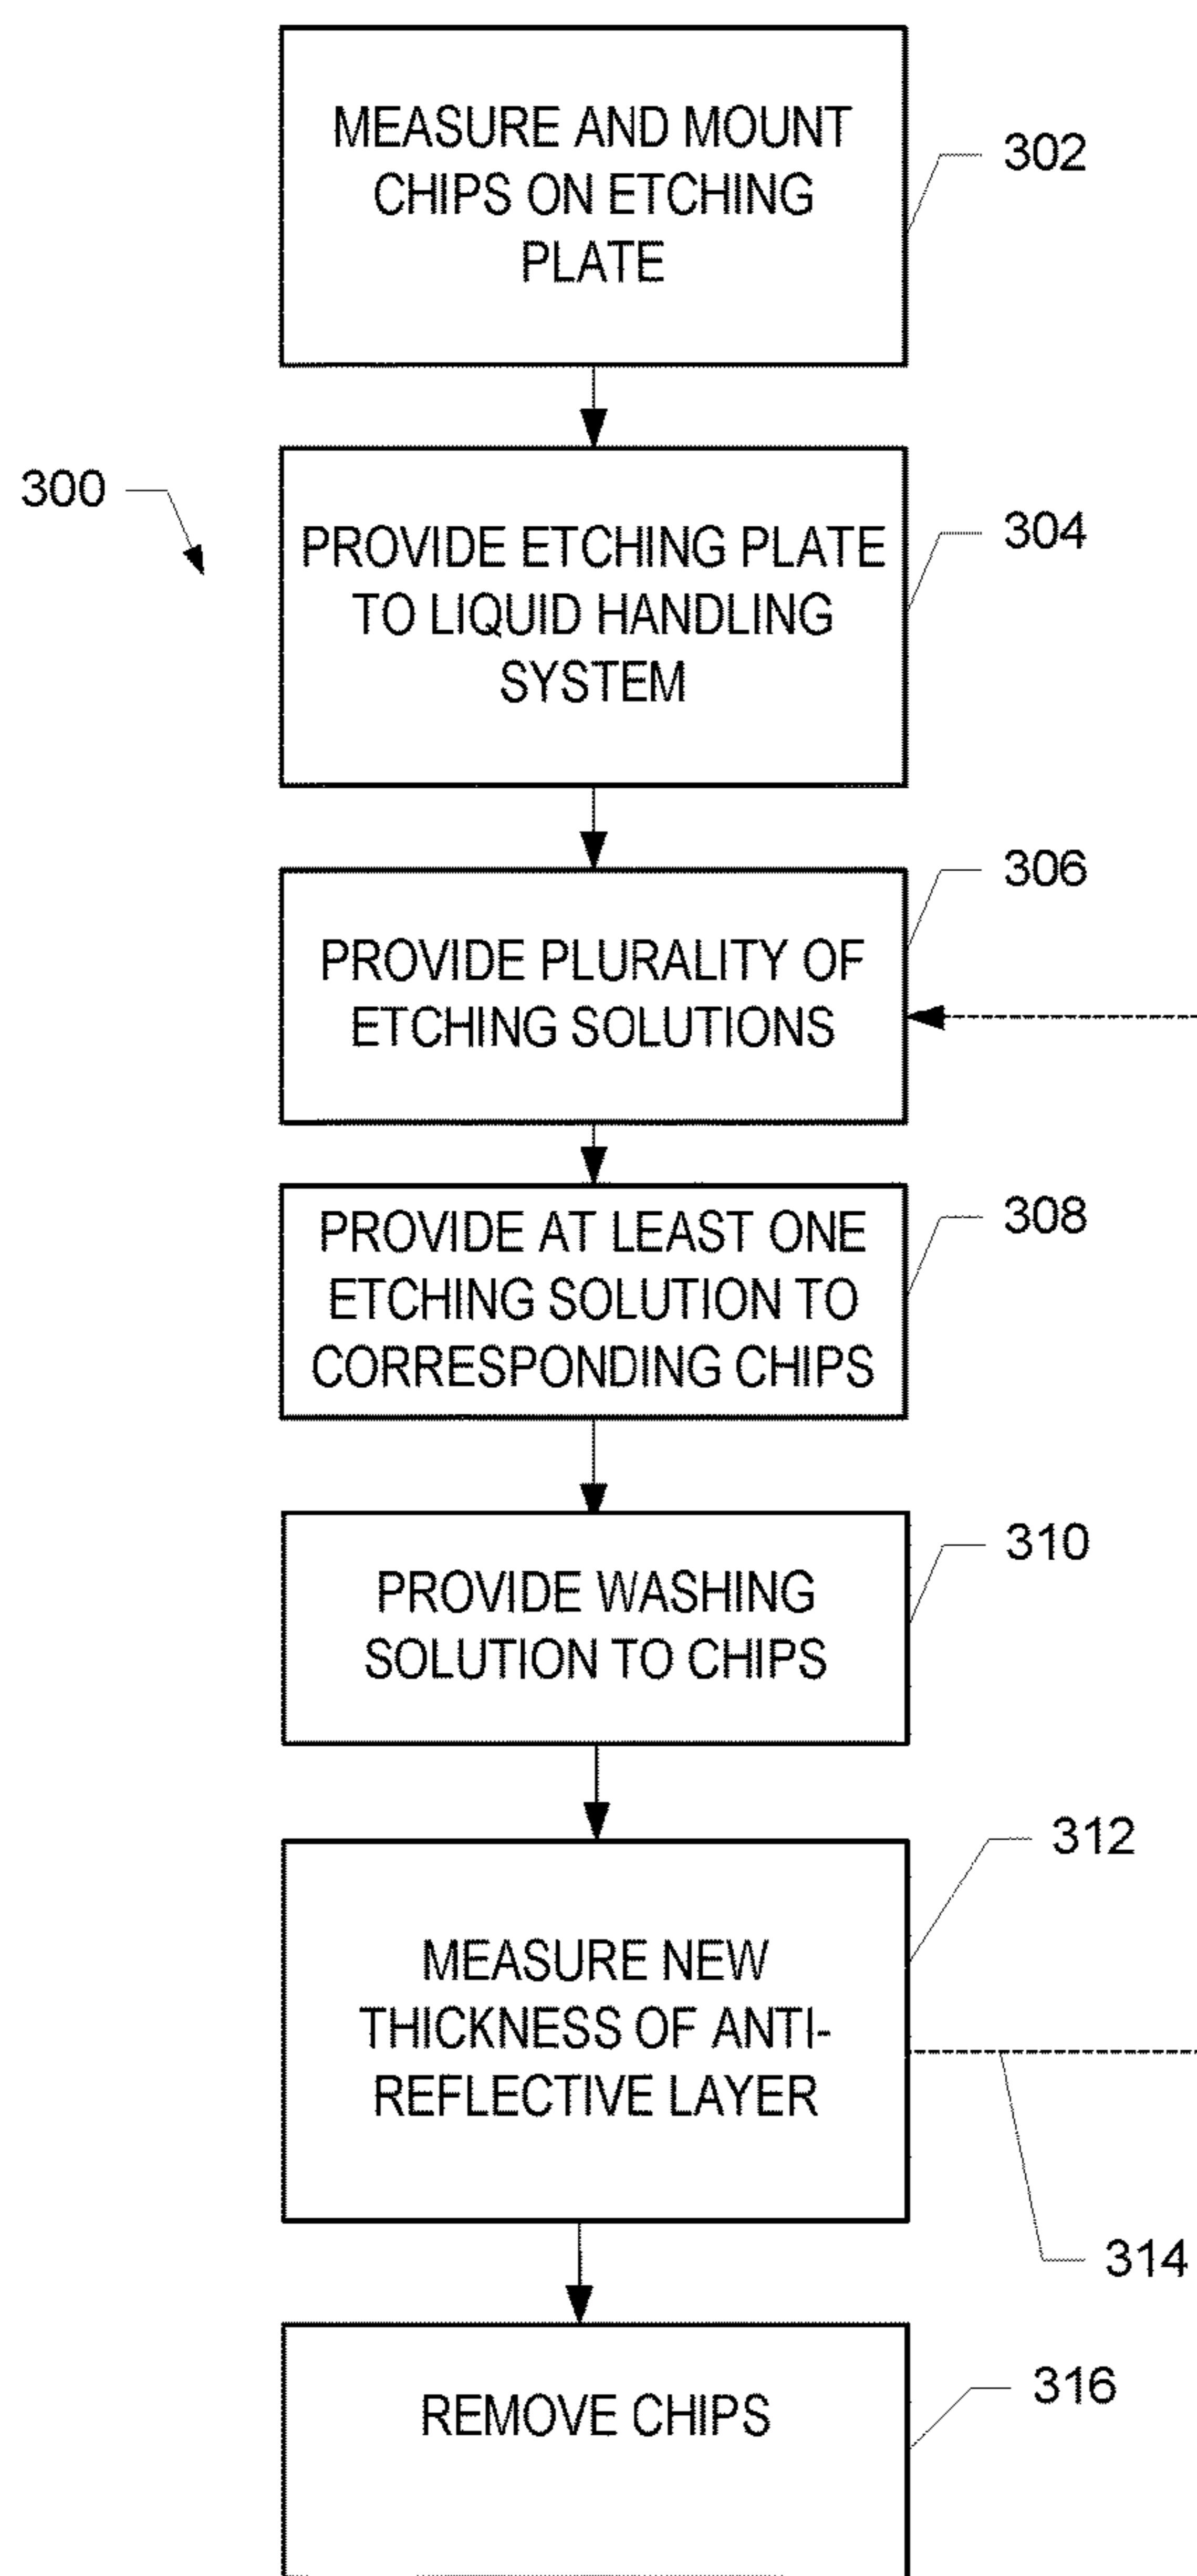 MEASURE AND MOUNT
CHIPS ON ETCHING
PLATE
302
300
PROVIDE ETCHING PLATE
TO LIQUID HANDLING
SYSTEM
304
306
PROVIDE PLURALITY OF
ETCHING SOLUTIONS
PROVIDE AT LEAST ONE
ETCHING SOLUTION TO
CORRESPONDING CHIPS
308
PROVIDE WASHING
SOLUTION TO CHIPS
310
312
MEASURE NEW
THICKNESS OF ANTI-
REFLECTIVE LAYER
314
REMOVE CHIPS
316